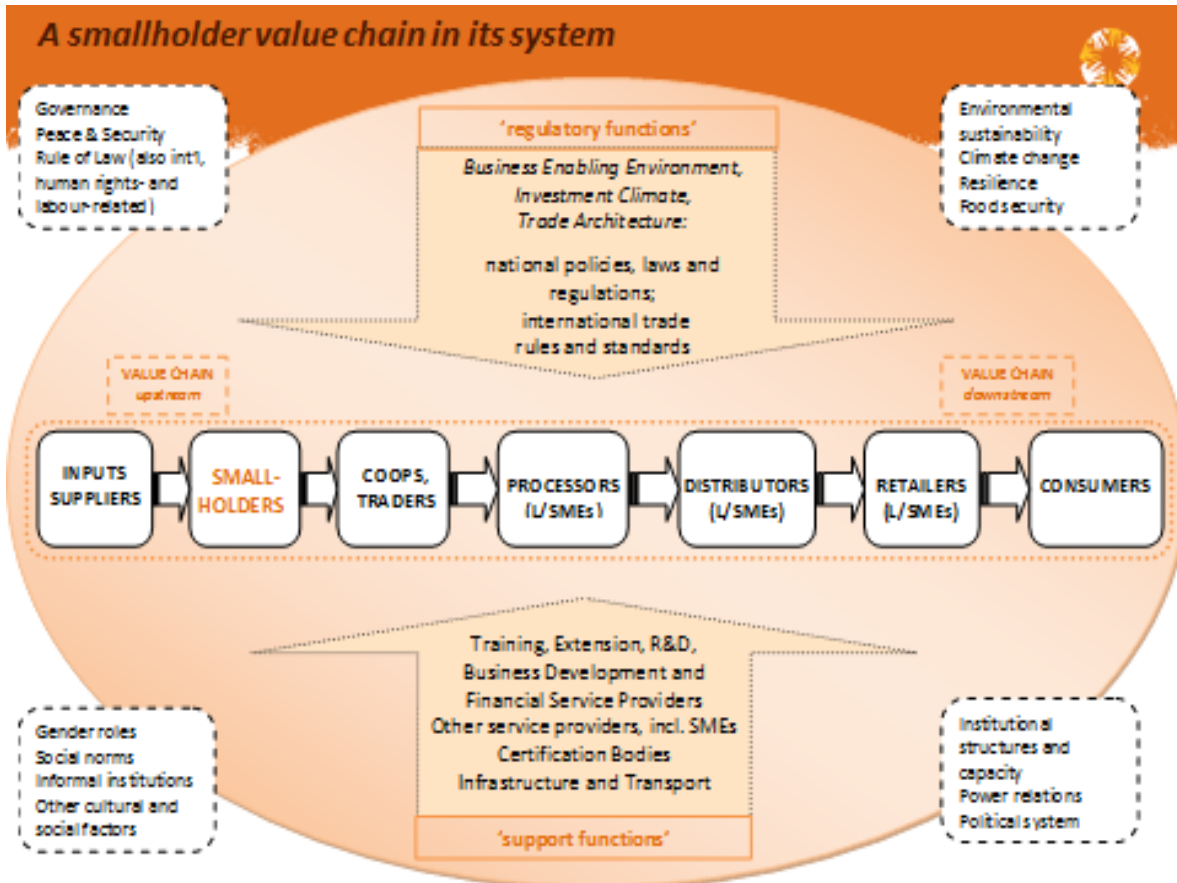 A smallholder value chain in its system
Governance
Peace & Security
Rule of Law (also int'l,
human rights- and
labour-related)
'regulatory functions'
Business Enabling Environment,
Investment Climate,
Trade Architecture:
national policies, laws and
regulations;
international trade
rules and standards
Environmental
sustainability
Climate change
Resilience
Food security
VALUE CHAIN
upstream
VALUE CHAIN
downstream
INPUTS
SUPPLIERS
SMALL-
HOLDERS
COOPS,
TRADERS
PROCESSORS
(L/SMEs)
DISTRIBUTORS
(L/SMEs)
RETAILERS
(L/SMEs)
CONSUMERS
Training, Extension, R&D,
Business Development and
Financial Service Providers
Other service providers, incl. SMEs
Certification Bodies
Infrastructure and Transport
'support functions'
Gender roles
Social norms
Informal institutions
Other cultural and
social factors
Institutional
structures and
capacity
Power relations
Political system